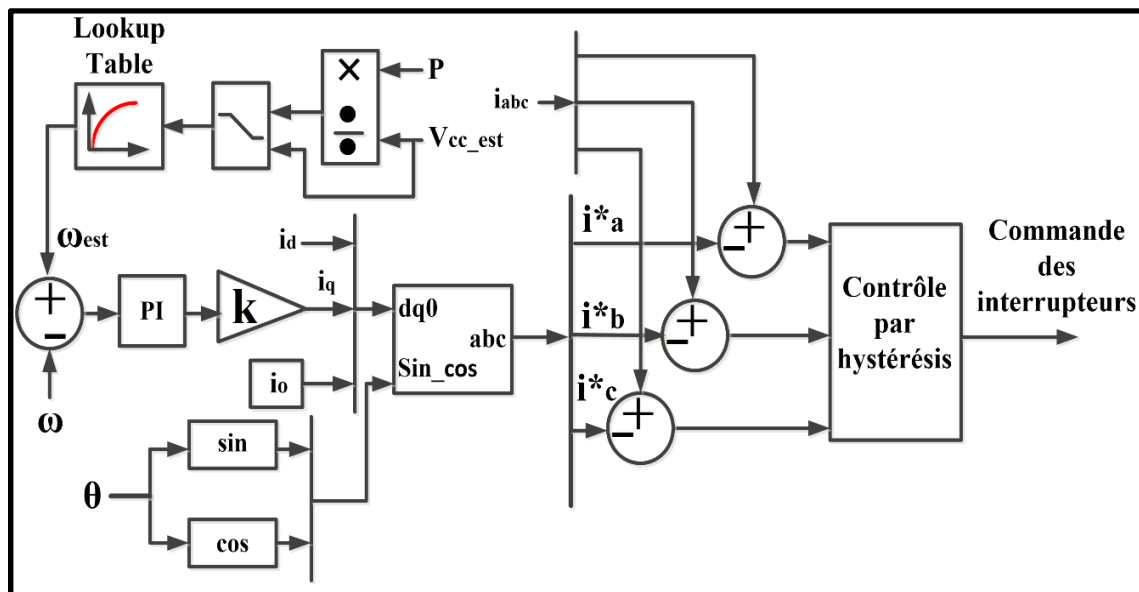 Lookup
Table
×
÷
P
Vcc_est
iabc
ωest
+
−
ω
PI
k
id
iq
io
dq0
abc
Sin_cos
θ
sin
cos
i*a
i*b
i*c
+
−
+
−
+
−
Contrôle
par
hystérésis
Commande
des
interrupteurs